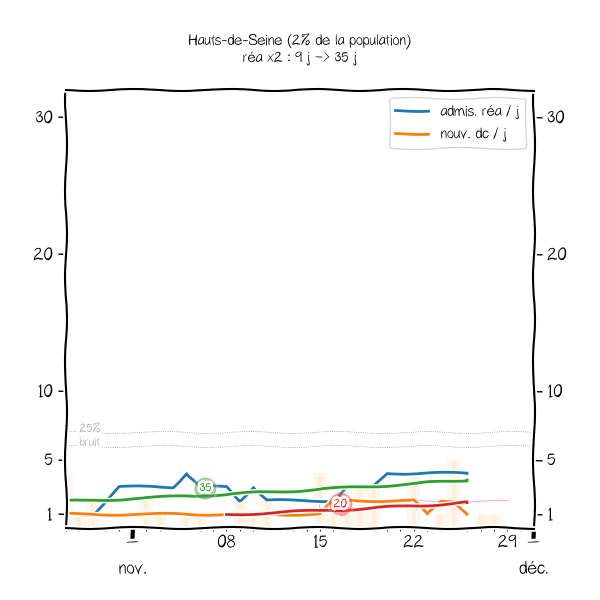 Hauts-de-Seine (2% de la population)
réa x2 : 9 j -> 35 j
admis. réa / j
nouv. dc / j
30
30
20
20
10
10
25%
bruit
5
5
35
20
1
1
08
15
22
29
nov.
déc.